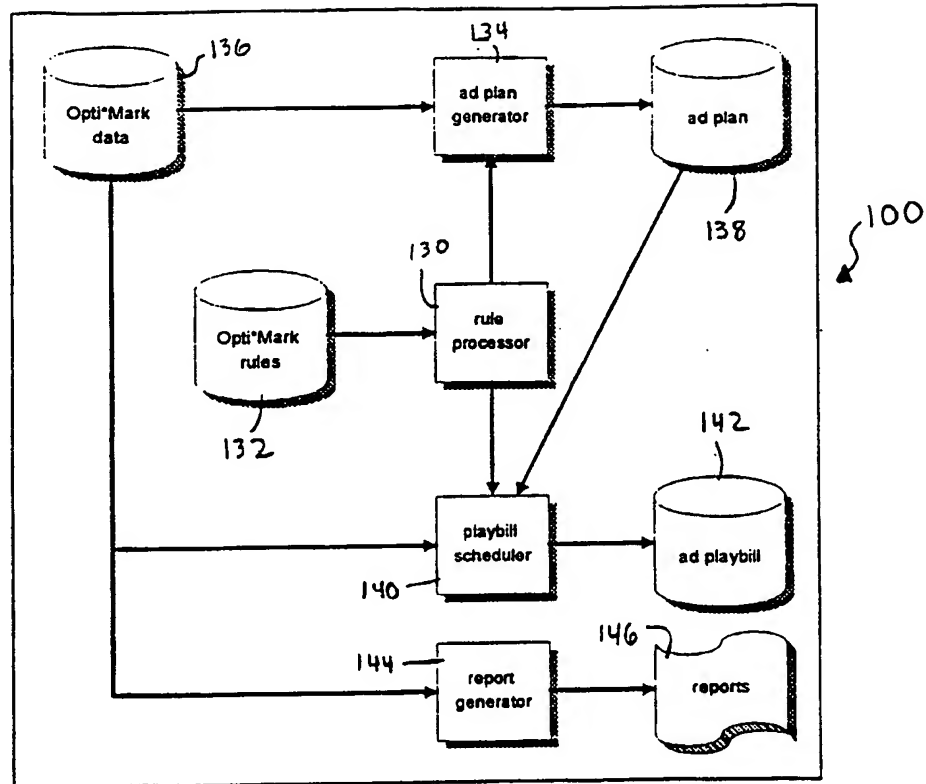 136
Opti*Mark
data
134
ad plan
generator
ad plan
138
100
130
rule
processor
Opti*Mark
rules
132
142
playbill
scheduler
140
ad playbill
144
report
generator
146
reports